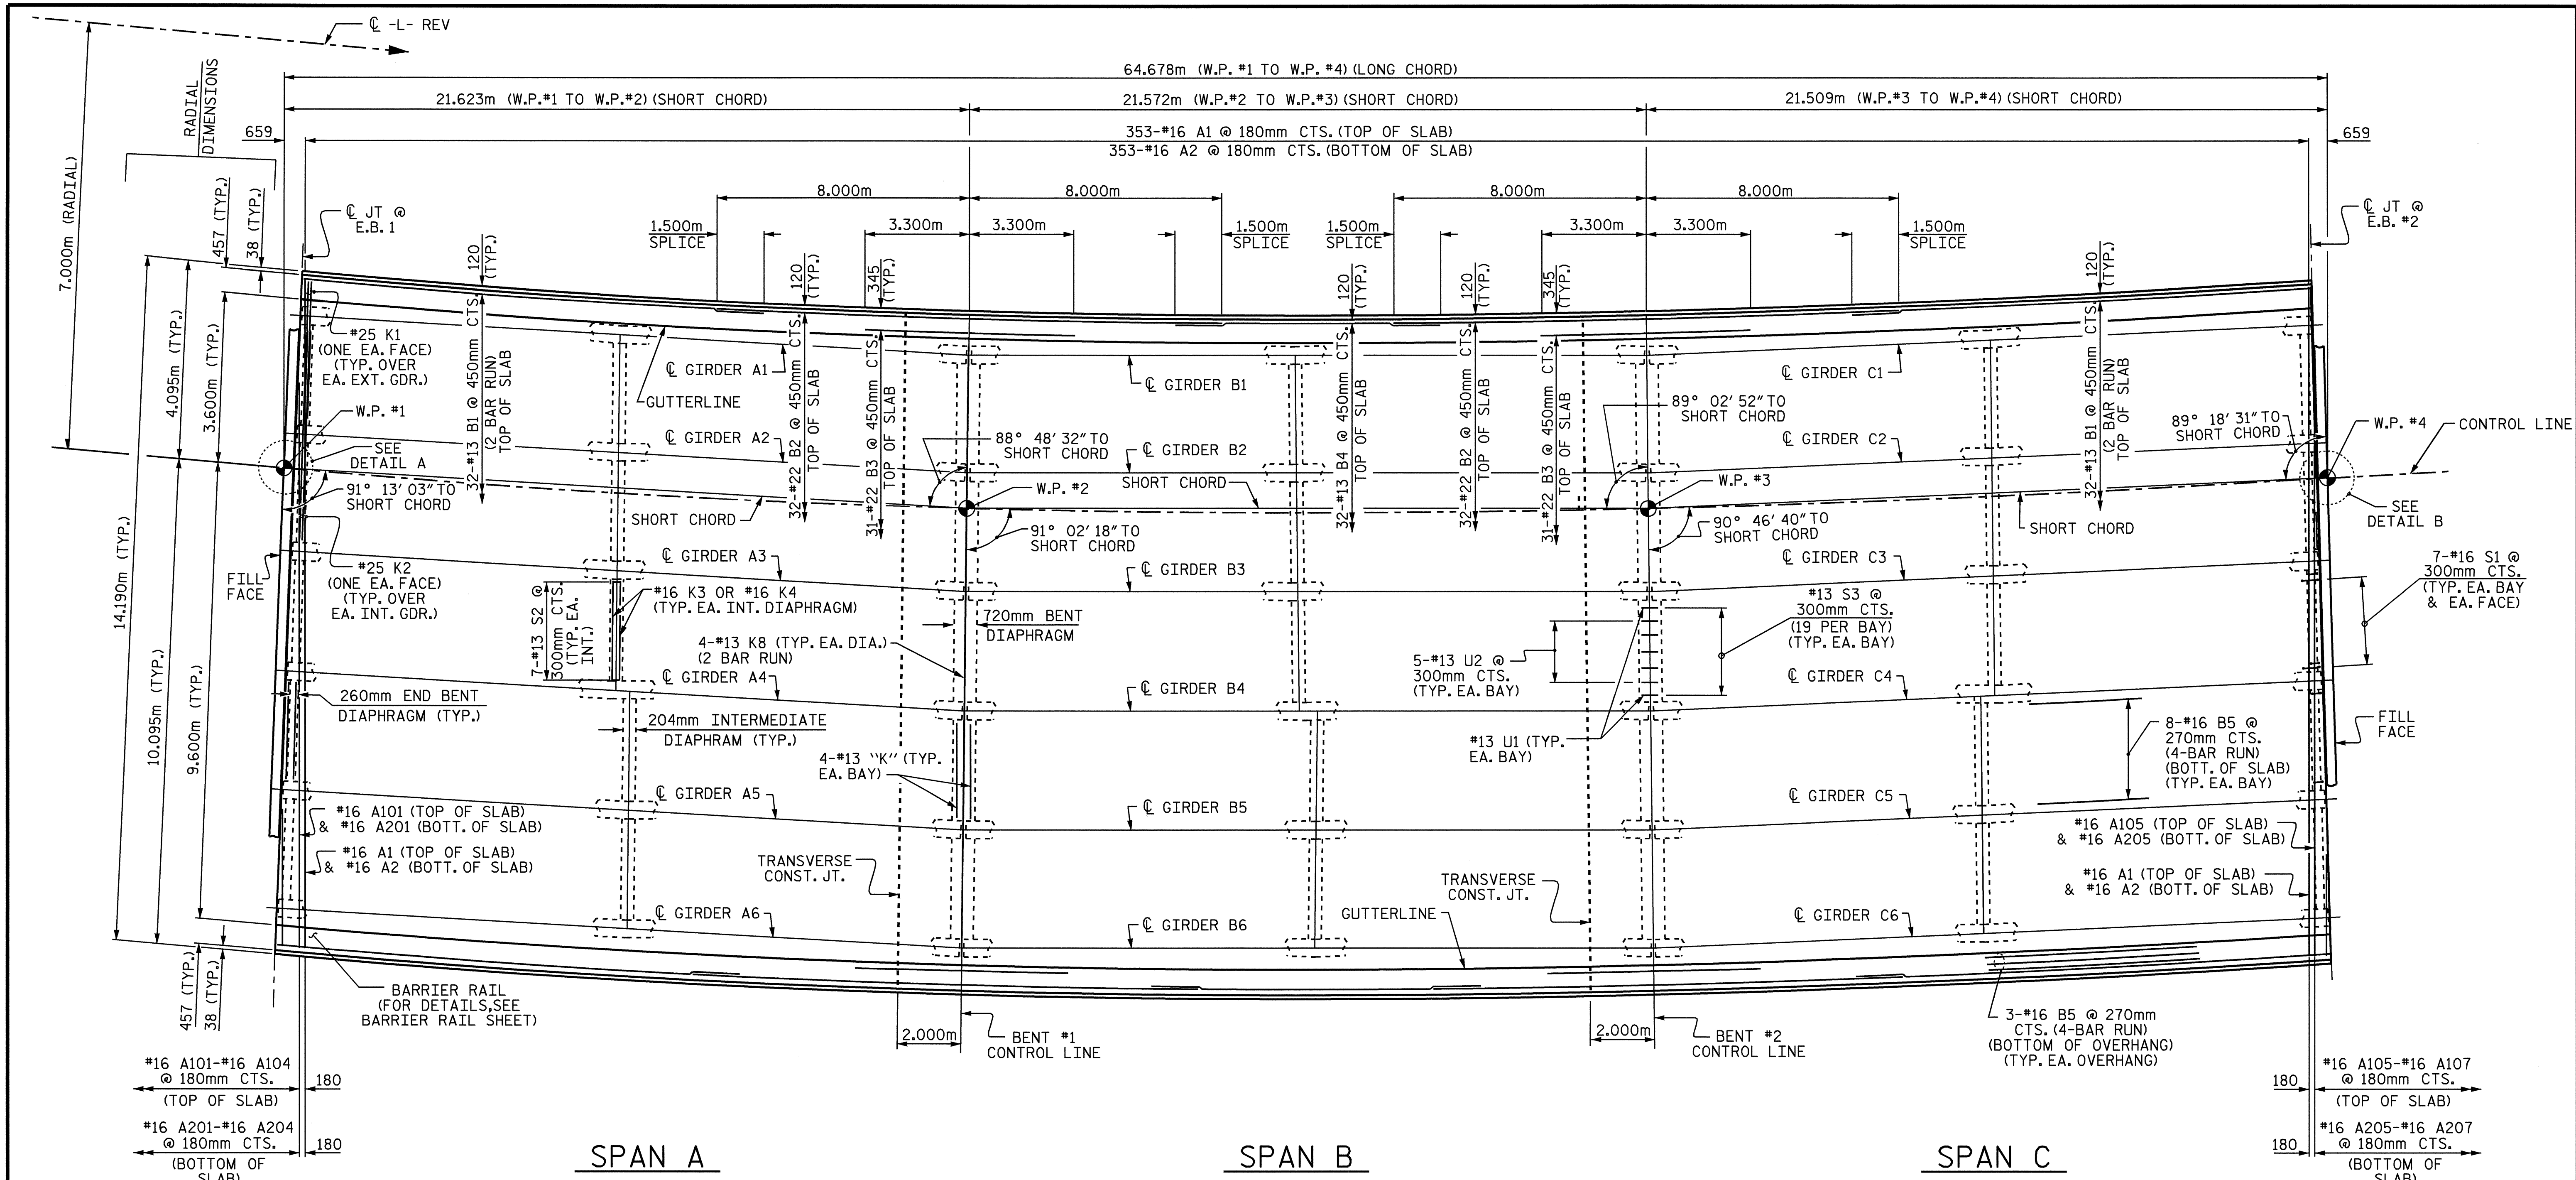 ℄ -L- REV
RADIAL
DIMENSIONS
64.678m (W.P. #1 TO W.P. #4) (LONG CHORD)
21.623m (W.P.#1 TO W.P.#2) (SHORT CHORD)
21.572m (W.P.#2 TO W.P.#3) (SHORT CHORD)
21.509m (W.P.#3 TO W.P.#4) (SHORT CHORD)
659
353-#16 A1 @ 180mm CTS. (TOP OF SLAB)
353-#16 A2 @ 180mm CTS. (BOTTOM OF SLAB)
659
7.000m (RADIAL)
457 (TYP.)
38 (TYP.)
℄ JT @
E.B. 1
8.000m
8.000m
8.000m
8.000m
1.500m
SPLICE
3.300m
3.300m
1.500m
SPLICE
1.500m
SPLICE
3.300m
3.300m
1.500m
SPLICE
℄ JT @
E.B. #2
120
(TYP.)
120
(TYP.)
345
120
(TYP.)
120
(TYP.)
345
120
(TYP.)
14.190m (TYP.)
4.095m (TYP.)
3.600m (TYP.)
10.095m (TYP.)
9.600m (TYP.)
#25 K1
(ONE EA. FACE)
(TYP. OVER
EA. EXT. GDR.)
32-#13 B1 @ 450mm CTS.
(2 BAR RUN)
TOP OF SLAB
GUTTERLINE
℄ GIRDER A1
32-#22 B2 @ 450mm CTS.
TOP OF SLAB
31-#22 B3 @ 450mm CTS.
TOP OF SLAB
℄ GIRDER B1
32-#13 B4 @ 450mm CTS.
TOP OF SLAB
32-#22 B2 @ 450mm CTS.
TOP OF SLAB
31-#22 B3 @ 450mm CTS.
TOP OF SLAB
℄ GIRDER C1
32-#13 B1 @ 450mm CTS.
(2 BAR RUN)
TOP OF SLAB
W.P. #1
SEE
DETAIL A
91° 13' 03" TO
SHORT CHORD
℄ GIRDER A2
SHORT CHORD
88° 48' 32" TO
SHORT CHORD
℄ GIRDER B2
SHORT CHORD
W.P. #2
91° 02' 18" TO
SHORT CHORD
89° 02' 52" TO
SHORT CHORD
W.P. #3
90° 46' 40" TO
SHORT CHORD
℄ GIRDER C2
SHORT CHORD
89° 18' 31" TO
SHORT CHORD
W.P. #4
CONTROL LINE
SEE
DETAIL B
FILL
FACE
#25 K2
(ONE EA. FACE)
(TYP. OVER
EA. INT. GDR.)
℄ GIRDER A3
7-#13 S2 @
300mm CTS.
(TYP. EA.
INT.)
#16 K3 OR #16 K4
(TYP. EA. INT. DIAPHRAGM)
4-#13 K8 (TYP. EA. DIA.)
(2 BAR RUN)
℄ GIRDER B3
720mm BENT
DIAPHRAGM
℄ GIRDER C3
#13 S3 @
300mm CTS.
(19 PER BAY)
(TYP. EA. BAY)
7-#16 S1 @
300mm CTS.
(TYP. EA. BAY
& EA. FACE)
5-#13 U2 @
300mm CTS.
(TYP. EA. BAY)
#13 U1 (TYP.
EA. BAY)
℄ GIRDER A4
℄ GIRDER B4
℄ GIRDER C4
260mm END BENT
DIAPHRAGM (TYP.)
204mm INTERMEDIATE
DIAPHRAM (TYP.)
4-#13 "K" (TYP.
EA. BAY)
8-#16 B5 @
270mm CTS.
(4-BAR RUN)
(BOTT. OF SLAB)
(TYP. EA. BAY)
FILL
FACE
℄ GIRDER A5
℄ GIRDER B5
℄ GIRDER C5
#16 A101 (TOP OF SLAB)
& #16 A201 (BOTT. OF SLAB)
#16 A1 (TOP OF SLAB)
& #16 A2 (BOTT. OF SLAB)
TRANSVERSE
CONST. JT.
TRANSVERSE
CONST. JT.
#16 A105 (TOP OF SLAB)
& #16 A205 (BOTT. OF SLAB)
#16 A1 (TOP OF SLAB)
& #16 A2 (BOTT. OF SLAB)
℄ GIRDER A6
℄ GIRDER B6
GUTTERLINE
℄ GIRDER C6
457 (TYP.)
38 (TYP.)
BARRIER RAIL
(FOR DETAILS, SEE
BARRIER RAIL SHEET)
2.000m
BENT #1
CONTROL LINE
2.000m
BENT #2
CONTROL LINE
3-#16 B5 @ 270mm
CTS. (4-BAR RUN)
(BOTTOM OF OVERHANG)
(TYP. EA. OVERHANG)
#16 A101-#16 A104
@ 180mm CTS.
(TOP OF SLAB)
180
#16 A201-#16 A204
@ 180mm CTS.
(BOTTOM OF
SLAB)
180
180
#16 A105-#16 A107
@ 180mm CTS.
(TOP OF SLAB)
180
#16 A205-#16 A207
@ 180mm CTS.
(BOTTOM OF
SLAB)
SPAN A
SPAN B
SPAN C